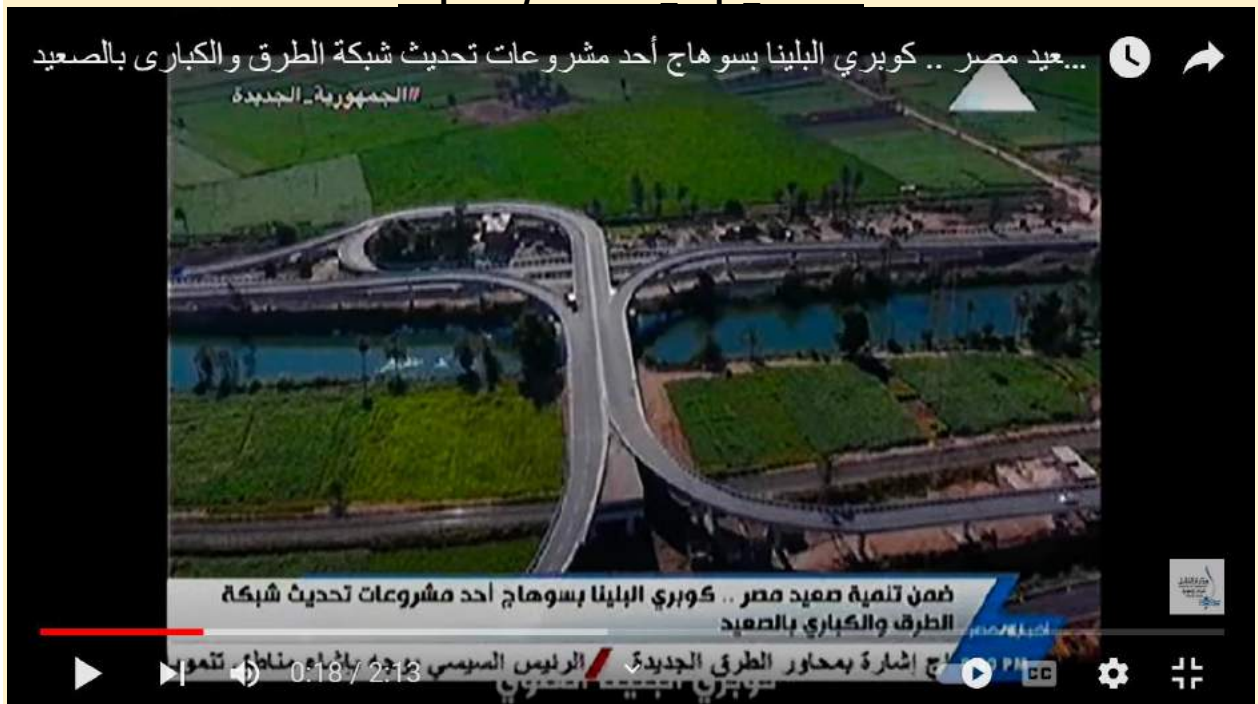 ...عيد مصر .. كوبري البلينا بسوهاج أحد مشروعات تحديث شبكة الطرق والكبارى بالصعيد
#الجمهورية_الجديدة
ضمن تنمية صعيد مصر .. كوبري البلينا بسوهاج أحد مشروعات تحديث شبكة
الطرق والكباري بالصعيد
إشارة بمحاور الطرق الجديدة / الرئيس السيسي
0:18 / 2:13
CC